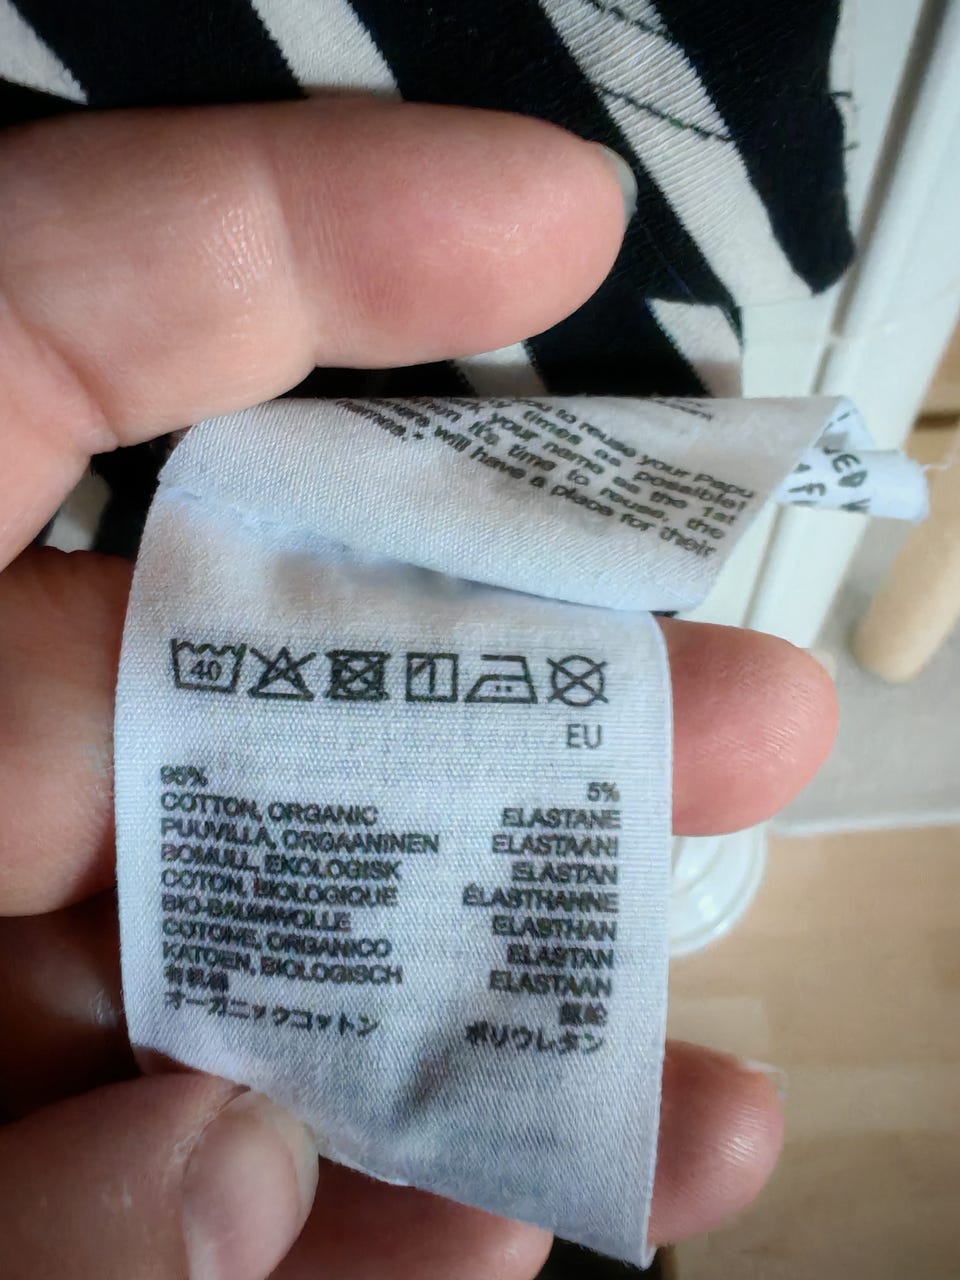 to reuse your Papu
times as possible!
your name as the 1st
it's time to reuse, the
will have a place for their
40
EU
95%
COTTON, ORGANIC
PUUVILLA, ORGAANINEN
BOMULL, EKOLOGISK
COTON, BIOLOGIQUE
BIO-BAUMWOLLE
COTONE, ORGANICO
KATOEN, BIOLOGISCH
有機棉
オーガニックコットン
5%
ELASTANE
ELASTAANI
ELASTAN
ÉLASTHANNE
ELASTHAN
ELASTAN
ELASTAAN
ポリウレタン